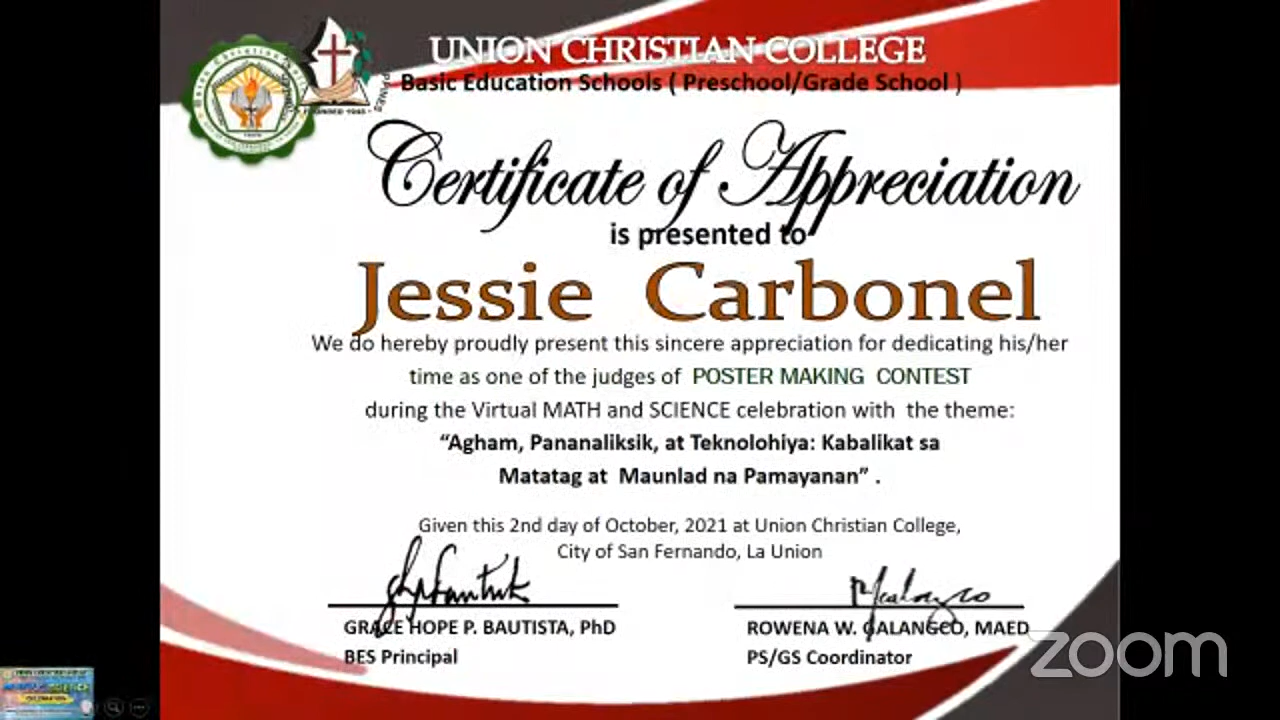 UNION CHRISTIAN COLLEGE
Basic Education Schools ( Preschool/Grade School )
Certificate of Appreciation
is presented to
Jessie Carbonel
We do hereby proudly present this sincere appreciation for dedicating his/her
time as one of the judges of POSTER MAKING CONTEST
during the Virtual MATH and SCIENCE celebration with the theme:
“Agham, Pananaliksik, at Teknolohiya: Kabalikat sa
Matatag at Maunlad na Pamayanan” .
Given this 2nd day of October, 2021 at Union Christian College,
City of San Fernando, La Union
GRACE HOPE P. BAUTISTA, PhD
BES Principal
ROWENA W. GALANGCO, MAED
PS/GS Coordinator
zoom